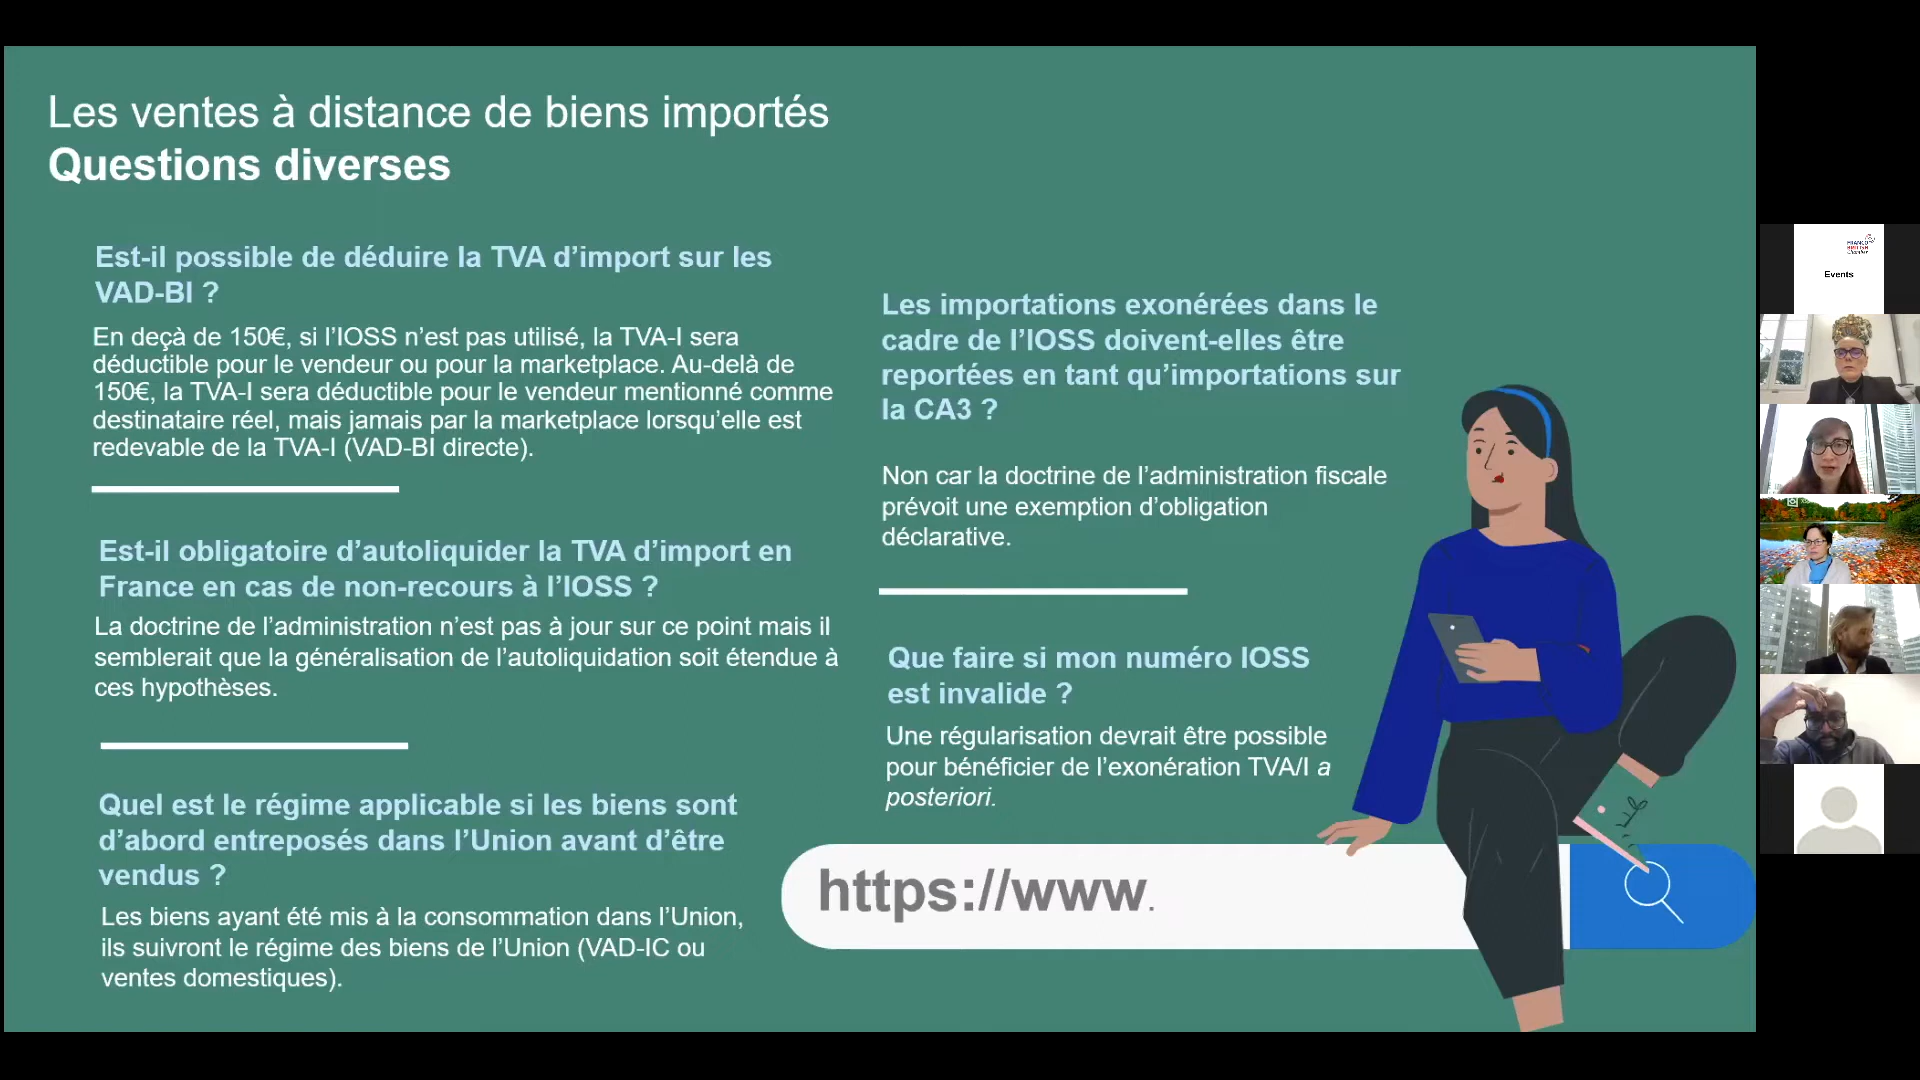 Les ventes à distance de biens importés
Questions diverses
Est-il possible de déduire la TVA d’import sur les
VAD-BI ?
En deçà de 150€, si l’IOSS n’est pas utilisé, la TVA-I sera
déductible pour le vendeur ou pour la marketplace. Au-delà de
150€, la TVA-I sera déductible pour le vendeur mentionné comme
destinataire réel, mais jamais par la marketplace lorsqu’elle est
redevable de la TVA-I (VAD-BI directe).
Est-il obligatoire d’autoliquider la TVA d’import en
France en cas de non-recours à l’IOSS ?
La doctrine de l’administration n’est pas à jour sur ce point mais il
semblerait que la généralisation de l’autoliquidation soit étendue à
ces hypothèses.
Quel est le régime applicable si les biens sont
d’abord entreposés dans l’Union avant d’être
vendus ?
Les biens ayant été mis à la consommation dans l’Union,
ils suivront le régime des biens de l’Union (VAD-IC ou
ventes domestiques).
Les importations exonérées dans le
cadre de l’IOSS doivent-elles être
reportées en tant qu’importations sur
la CA3 ?
Non car la doctrine de l’administration fiscale
prévoit une exemption d’obligation
déclarative.
Que faire si mon numéro IOSS
est invalide ?
Une régularisation devrait être possible
pour bénéficier de l’exonération TVA/I a
posteriori.
https://www.
FRANCO
BRITISH
Chamber
Events